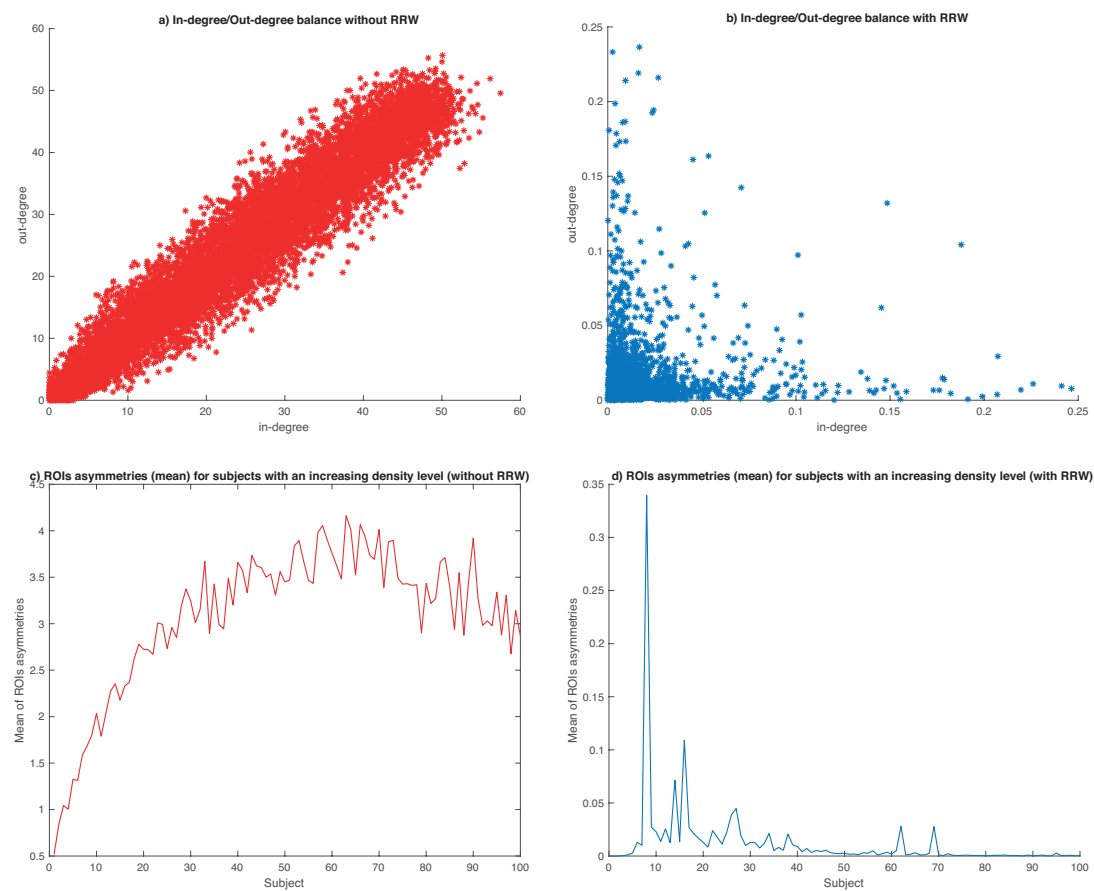 a) In-degree/Out-degree balance without RRW
60
50
40
30
20
10
0
out-degree
0 10 20 30 40 50 60
in-degree
b) In-degree/Out-degree balance with RRW
0.25
0.2
0.15
0.1
0.05
0
out-degree
0 0.05 0.1 0.15 0.2 0.25
in-degree
c) ROIs asymmetries (mean) for subjects with an increasing density level (without RRW)
4.5
4
3.5
3
2.5
2
1.5
1
0.5
Mean of ROIs asymmetries
0 10 20 30 40 50 60 70 80 90 100
Subject
d) ROIs asymmetries (mean) for subjects with an increasing density level (with RRW)
0.35
0.3
0.25
0.2
0.15
0.1
0.05
0
Mean of ROIs asymmetries
0 10 20 30 40 50 60 70 80 90 100
Subject